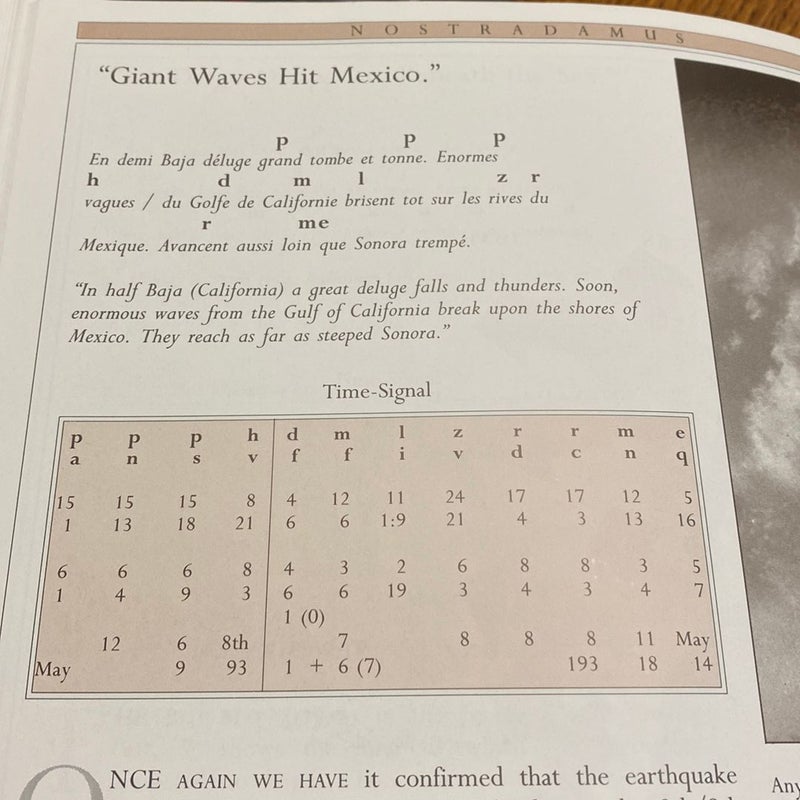 NOSTRADAMUS
“Giant Waves Hit Mexico.”
p p p
En demi Baja déluge grand tombe et tonne. Enormes
h d m l z r
vagues / du Golfe de Californie brisent tot sur les rives du
r me
Mexique. Avancent aussi loin que Sonora trempé.
“In half Baja (California) a great deluge falls and thunders. Soon,
enormous waves from the Gulf of California break upon the shores of
Mexico. They reach as far as steeped Sonora.”
Time-Signal
p p p h d m l z r r m e
a n s v f f i v d c n q
15 15 15 8 4 12 11 24 17 17 12 5
1 13 18 21 6 6 1:9 21 4 3 13 16
6 6 6 8 4 3 2 6 8 8 3 5
1 4 9 3 6 6 19 3 4 3 4 7
1 (0)
12 6 8th 7 8 8 8 11 May
May 9 93 1 + 6 (7) 193 18 14
ONCE AGAIN WE HAVE it confirmed that the earthquake
Any